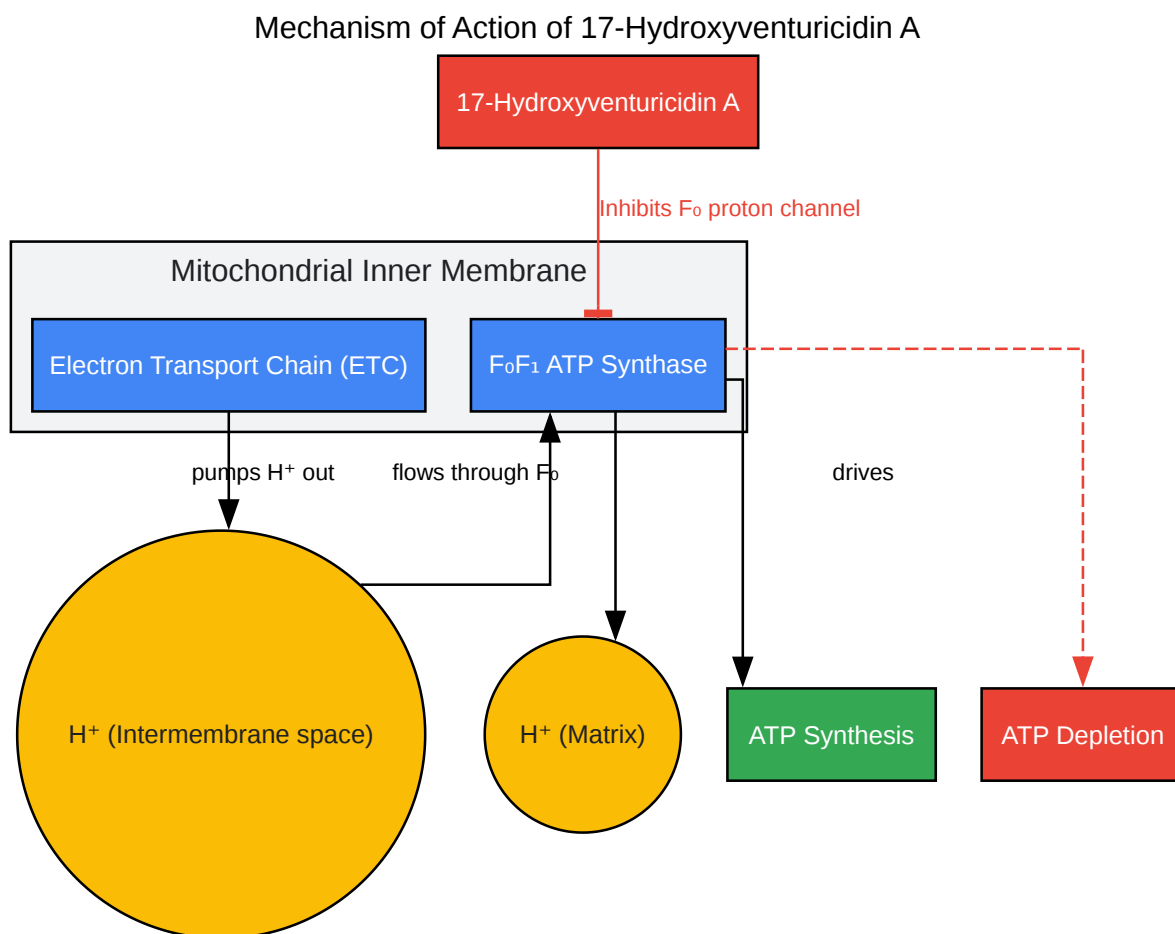 Mechanism of Action of 17-Hydroxyventuricidin A
17-Hydroxyventuricidin A
Inhibits F₀ proton channel
Mitochondrial Inner Membrane
Electron Transport Chain (ETC)
F₀F₁ ATP Synthase
pumps H⁺ out
flows through F₀
drives
H⁺ (Intermembrane space)
H⁺ (Matrix)
ATP Synthesis
ATP Depletion